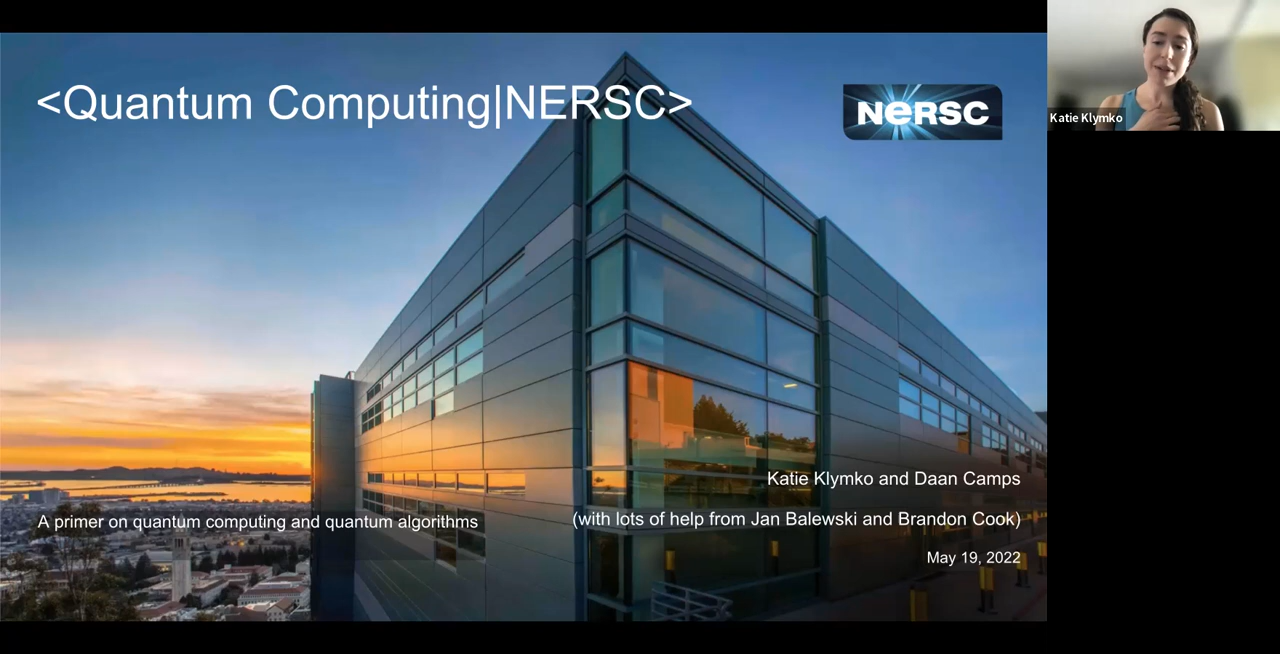 <Quantum Computing|NERSC>
NERSC
Katie Klymko
Katie Klymko and Daan Camps
A primer on quantum computing and quantum algorithms
(with lots of help from Jan Balewski and Brandon Cook)
May 19, 2022